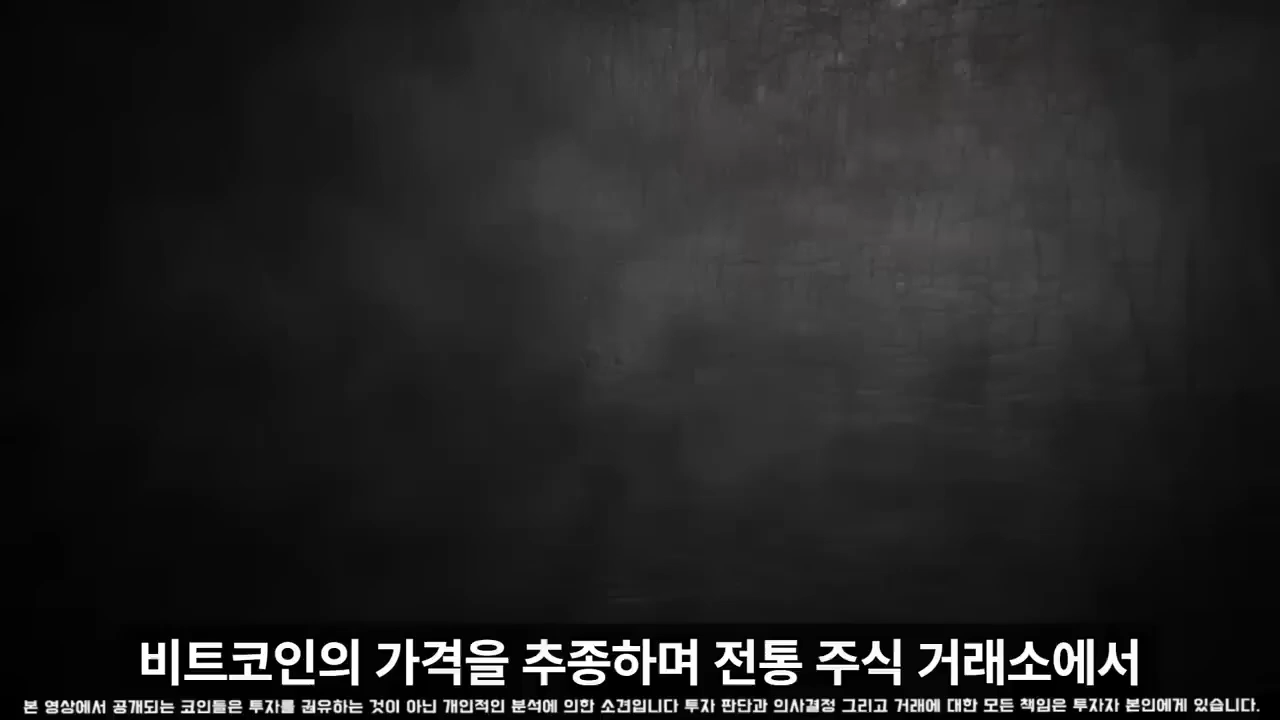 비트코인의 가격을 추종하며 전통 주식 거래소에서
본 영상에서 공개되는 코인들은 투자를 권유하는 것이 아닌 개인적인 분석에 의한 소견입니다 투자 판단과 의사결정 그리고 거래에 대한 모든 책임은 투자자 본인에게 있습니다.